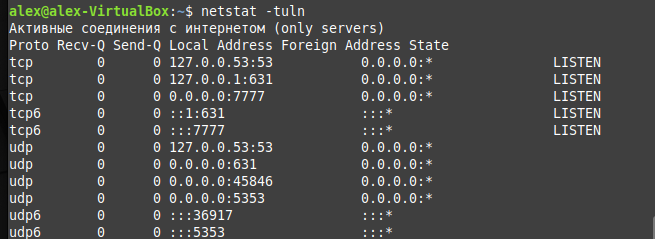 alex@alex-VirtualBox:~$ netstat -tuln
Активные соединения с интернетом (only servers)
Proto Recv-Q Send-Q Local Address Foreign Address State
tcp 0 0 127.0.0.53:53 0.0.0.0:* LISTEN
tcp 0 0 127.0.0.1:631 0.0.0.0:* LISTEN
tcp 0 0 0.0.0.0:7777 0.0.0.0:* LISTEN
tcp6 0 0 ::1:631 :::* LISTEN
tcp6 0 0 :::7777 :::* LISTEN
udp 0 0 127.0.0.53:53 0.0.0.0:*
udp 0 0 0.0.0.0:631 0.0.0.0:*
udp 0 0 0.0.0.0:45846 0.0.0.0:*
udp 0 0 0.0.0.0:5353 0.0.0.0:*
udp6 0 0 :::36917 :::*
udp6 0 0 :::5353 :::*